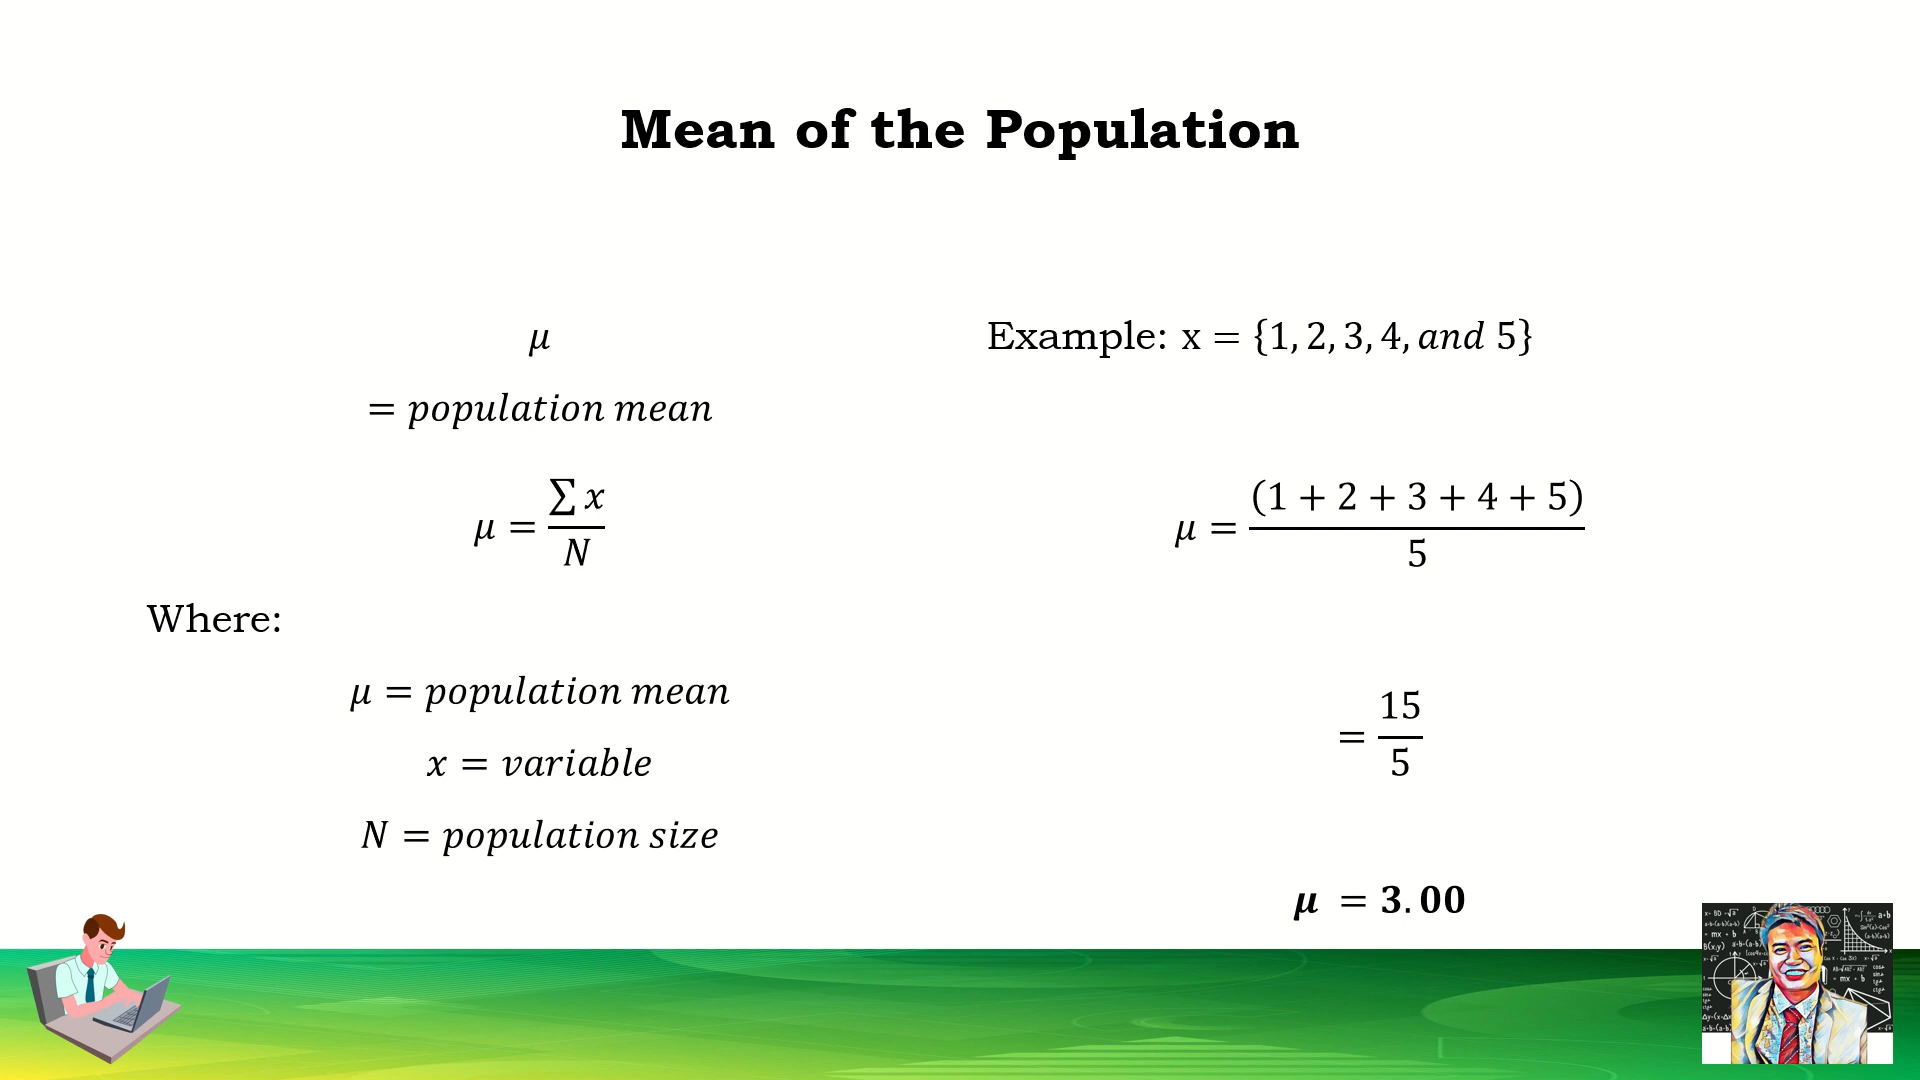 Mean of the Population
μ
= population mean
μ = ∑ x / N
Where:
μ = population mean
x = variable
N = population size
Example: x = {1, 2, 3, 4, and 5}
μ = (1 + 2 + 3 + 4 + 5) / 5
= 15 / 5
μ = 3.00